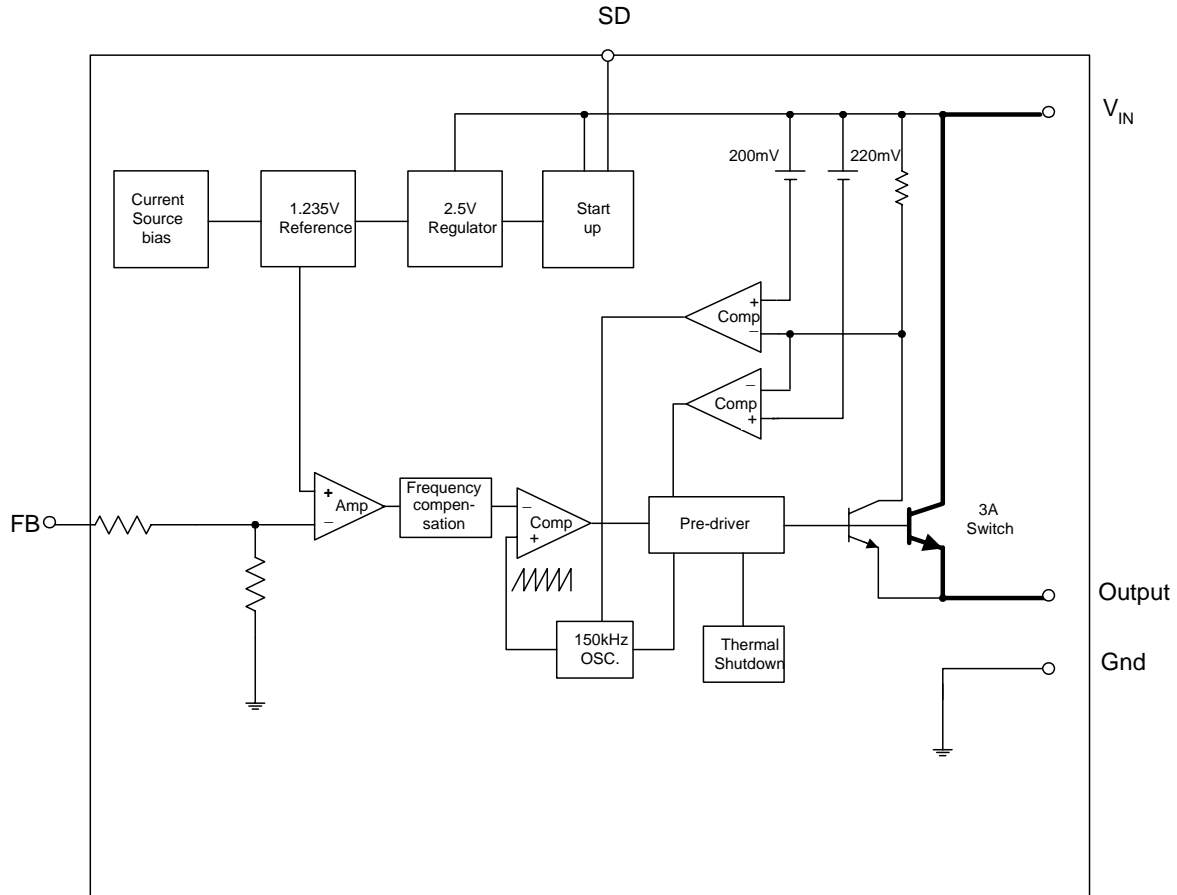 SD
V_IN
200mV
220mV
Current
Source
bias
1.235V
Reference
2.5V
Regulator
Start
up
+
Comp
−
−
Comp
+
FB
+
Amp
−
Frequency
compen-
sation
−
Comp
+
Pre-driver
3A
Switch
Output
150kHz
OSC.
Thermal
Shutdown
Gnd